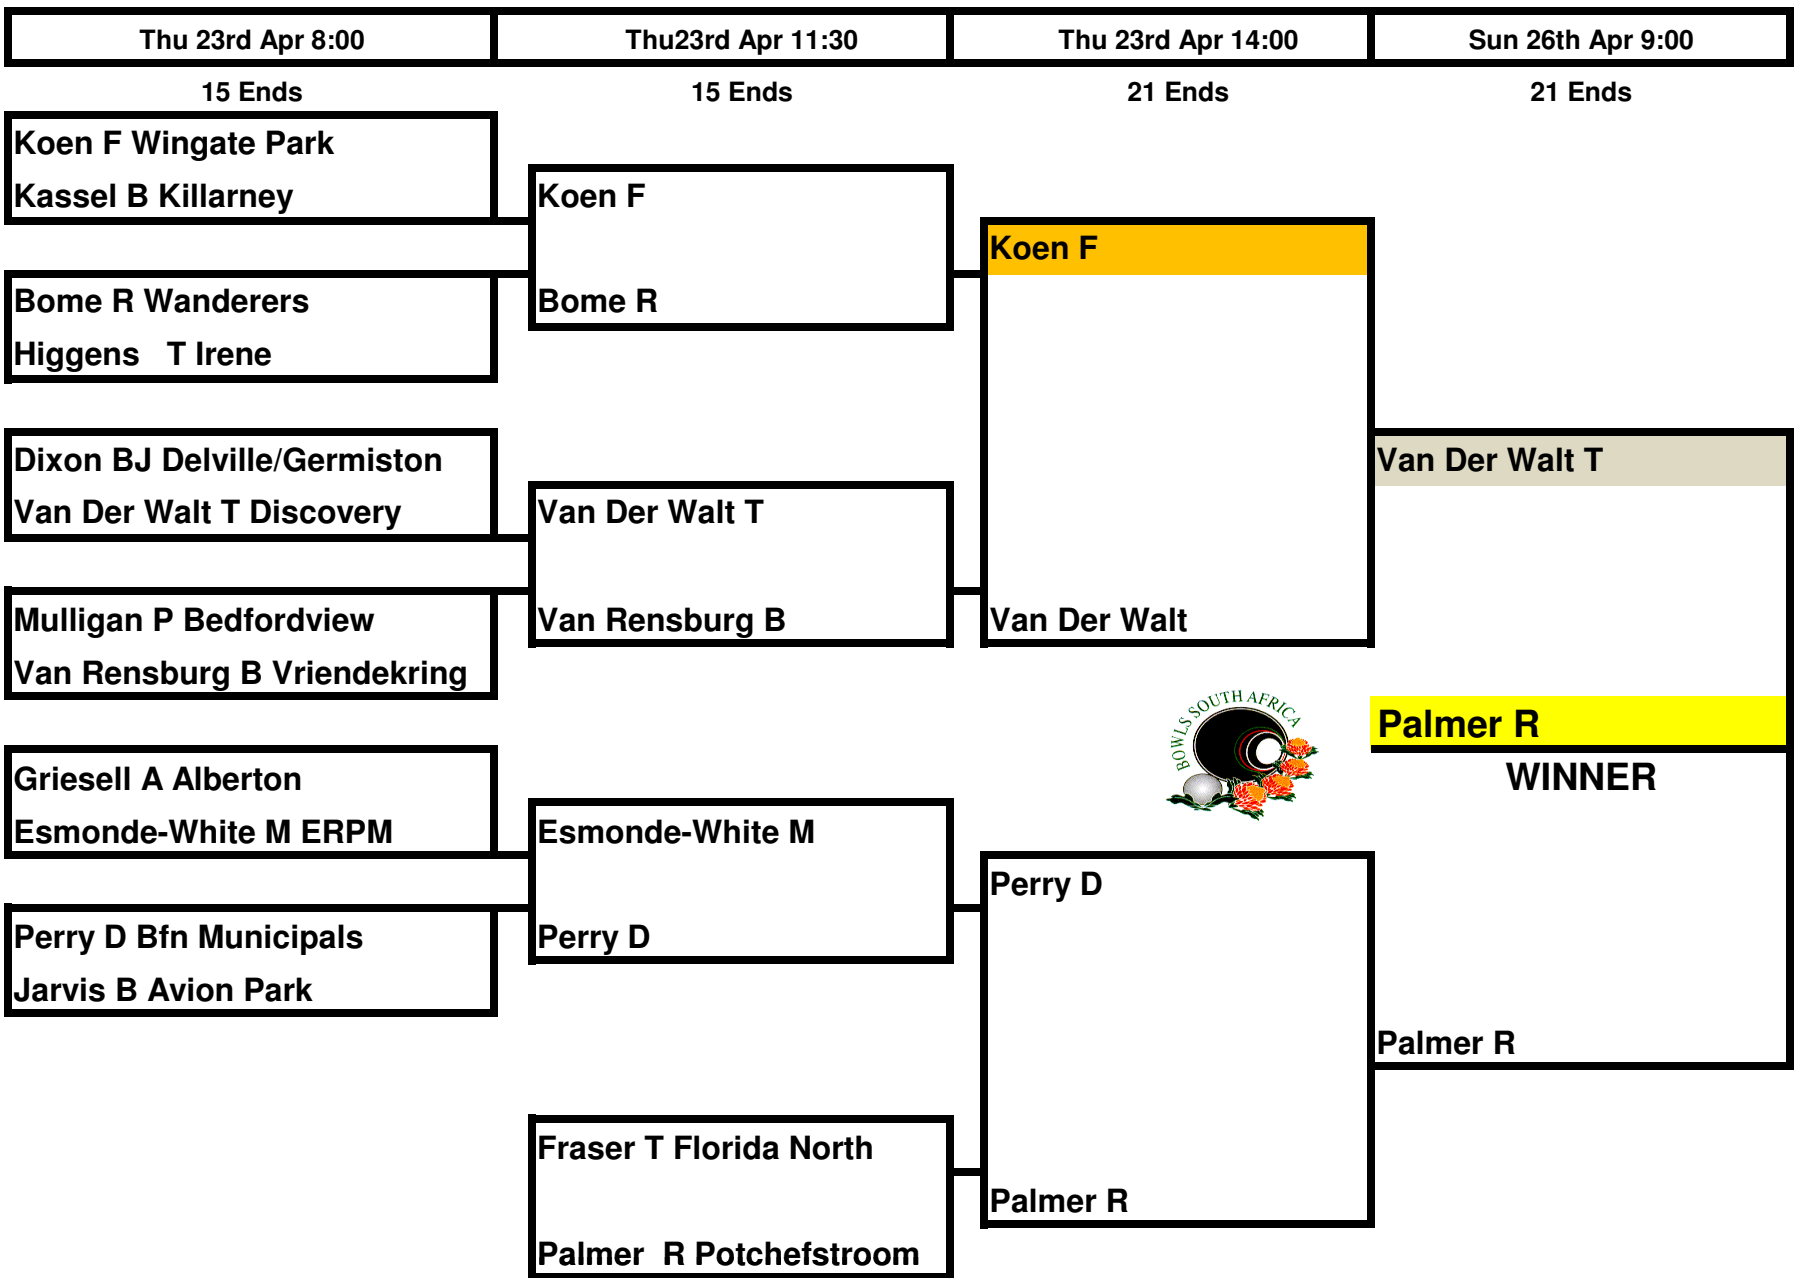 Thu 23rd Apr 8:00
Thu23rd Apr 11:30
Thu 23rd Apr 14:00
Sun 26th Apr 9:00
15 Ends
15 Ends
21 Ends
21 Ends
Koen F Wingate Park
Kassel B Killarney
Bome R Wanderers
Higgens T Irene
Dixon BJ Delville/Germiston
Van Der Walt T Discovery
Mulligan P Bedfordview
Van Rensburg B Vriendekring
Griesell A Alberton
Esmonde-White M ERPM
Perry D Bfn Municipals
Jarvis B Avion Park
Koen F
Bome R
Van Der Walt T
Van Rensburg B
Esmonde-White M
Perry D
Fraser T Florida North
Palmer R Potchefstroom
Koen F
Van Der Walt
BOWLS SOUTH AFRICA
Perry D
Palmer R
Van Der Walt T
Palmer R
WINNER
Palmer R